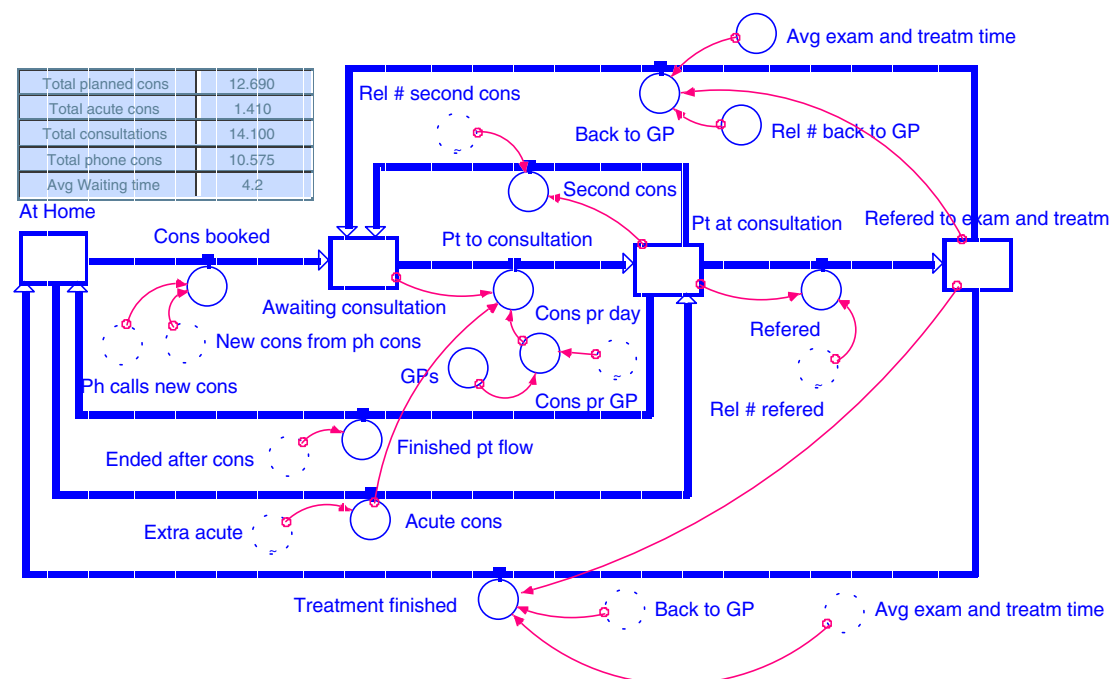 Avg exam and treatm time
Total planned cons 12.690
Total acute cons 1.410
Total consultations 14.100
Total phone cons 10.575
Avg Waiting time 4.2
Rel # second cons
Back to GP
Rel # back to GP
Second cons
At Home
Cons booked
Pt to consultation
Pt at consultation
Refered to exam and treatm
Awaiting consultation
Cons pr day
New cons from ph cons
Refered
Ph calls new cons
GPs
Cons pr GP
Rel # refered
Ended after cons
Finished pt flow
Extra acute
Acute cons
Treatment finished
Back to GP
Avg exam and treatm time